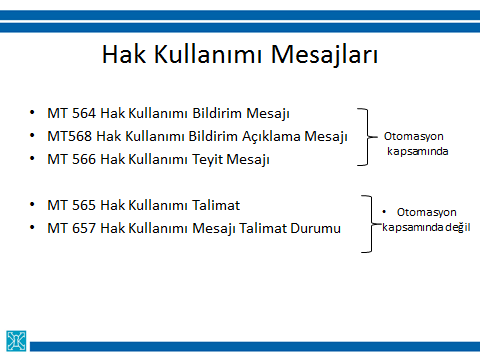 Hak Kullanımı Mesajları
• MT 564 Hak Kullanımı Bildirim Mesajı
• MT568 Hak Kullanımı Bildirim Açıklama Mesajı
• MT 566 Hak Kullanımı Teyit Mesajı
Otomasyon
kapsamında
• MT 565 Hak Kullanımı Talimat
• MT 657 Hak Kullanımı Mesajı Talimat Durumu
• Otomasyon
kapsamında değil